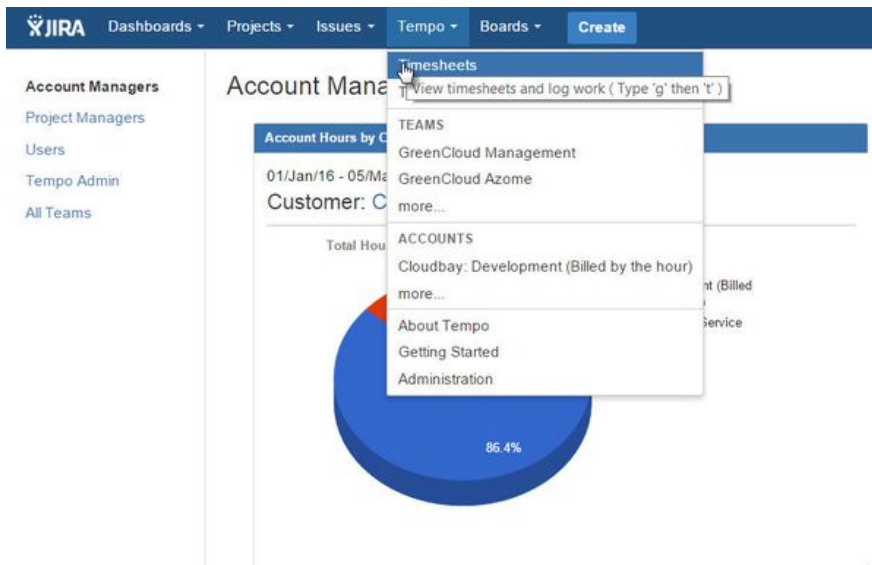 JIRA Dashboards Projects Issues Tempo Boards Create
Account Managers
Project Managers
Users
Tempo Admin
All Teams
Account Mana
Account Hours by C
01/Jan/16 - 05/Ma
Customer: C
Total Hou
86.4%
nt (Billed
Service
Timesheets
View timesheets and log work ( Type 'g' then 't' )
TEAMS
GreenCloud Management
GreenCloud Azome
more...
ACCOUNTS
Cloudbay: Development (Billed by the hour)
more...
About Tempo
Getting Started
Administration